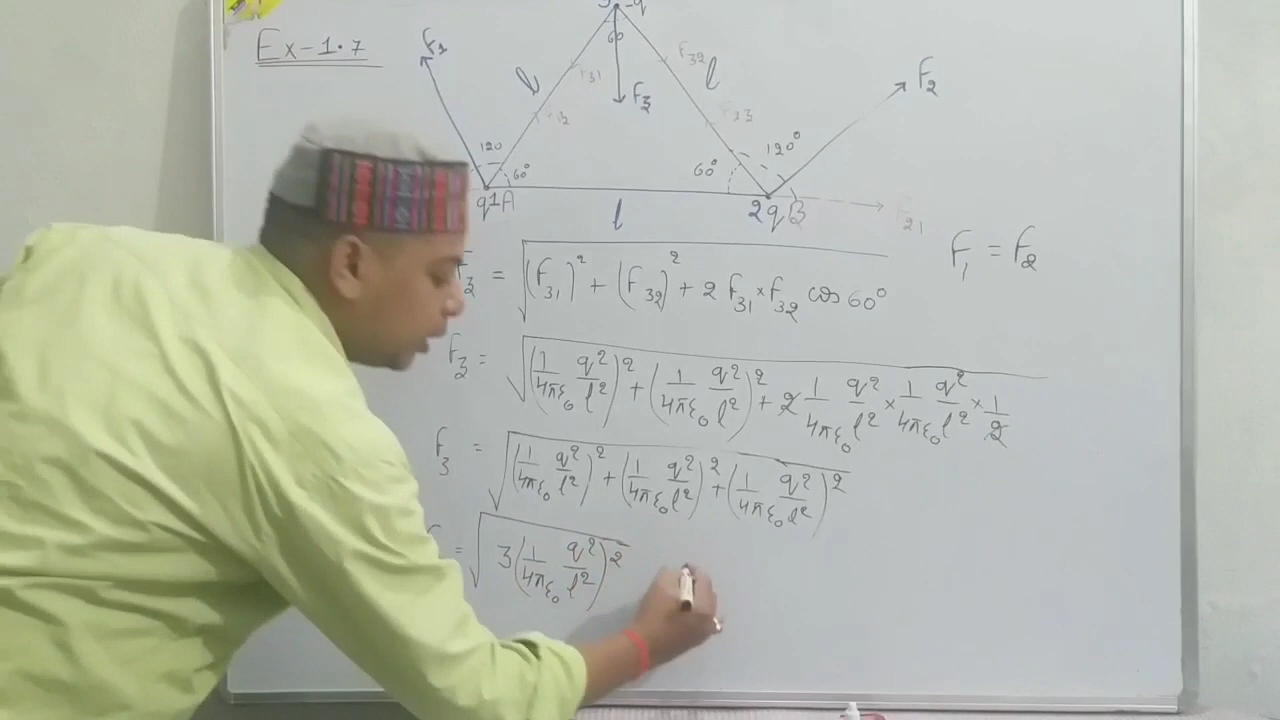 Ex-1.7
3 -q
F₁
60
F₃₁
F₃₂
l
l
F₃
F₂
120
60°
60°
120°
q1A
l
2qB
F₂₁
F₁ = F₂
F₃ = √(F₃₁)² + (F₃₂)² + 2 F₃₁ × F₃₂ cos 60°
F₃ = √(1/4πε₀ q²/l²)² + (1/4πε₀ q²/l²)² + 2 1/4πε₀ q²/l² × 1/4πε₀ q²/l² × 1/2
F₃ = √(1/4πε₀ q²/l²)² + (1/4πε₀ q²/l²)² + (1/4πε₀ q²/l²)²
= √3(1/4πε₀ q²/l²)²